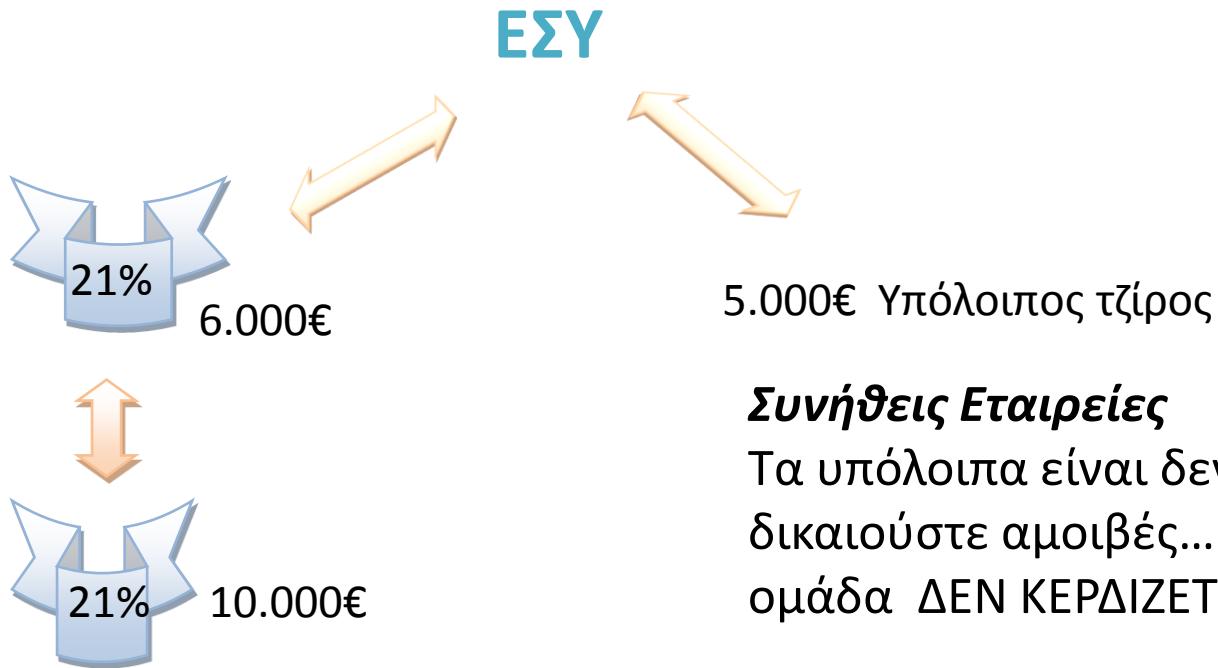 ΕΣΥ
21%
6.000€
5.000€ Υπόλοιπος τζίρος
Συνήθεις Εταιρείες
Τα υπόλοιπα είναι
δικαιούστε αμοιβές...
21%
10.000€
ομάδα ΔΕΝ